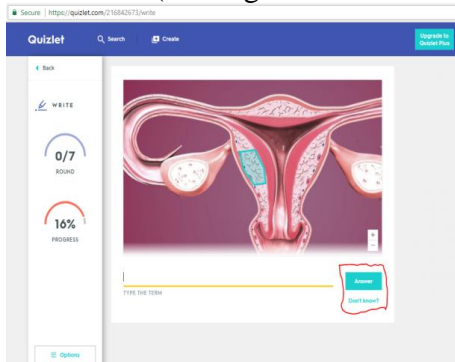 Secure | https://quizlet.com/216842673/write
Quizlet Search Create Upgrade to
Quizlet Plus
Back
WRITE
0/7
ROUND
16%
PROGRESS
+
−
Answer
TYPE THE TERM
Don't know?
Options